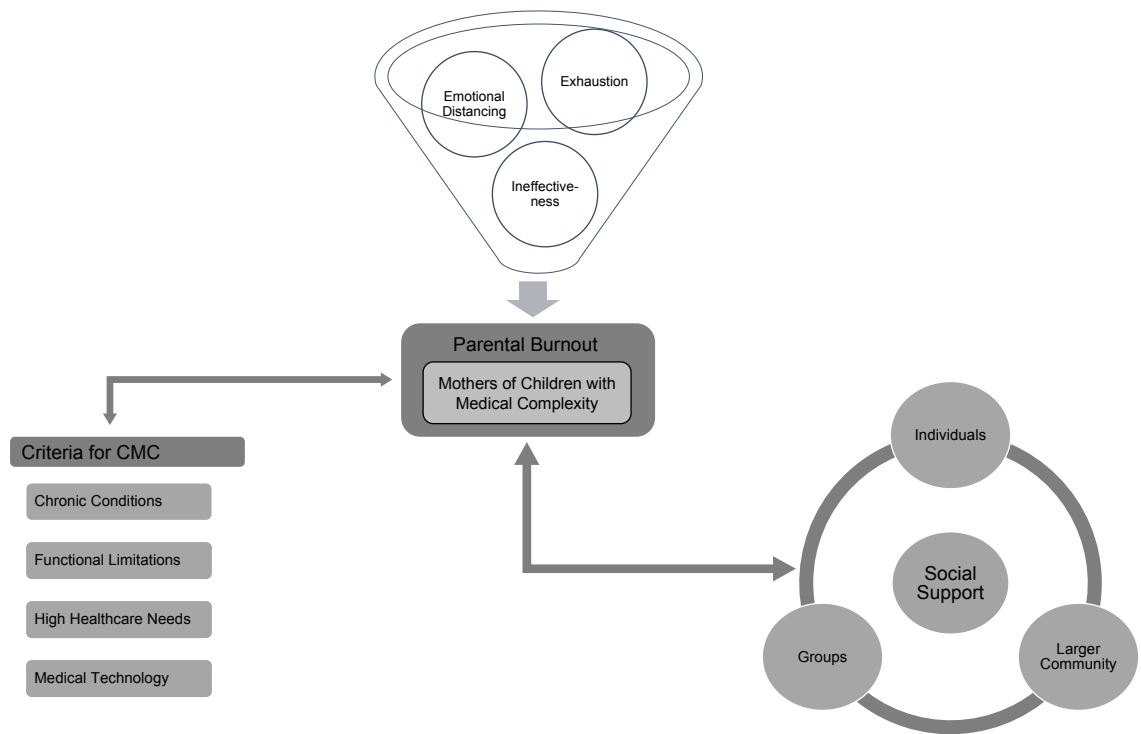 Emotional
Distancing
Exhaustion
Ineffective-
ness
Parental Burnout
Mothers of Children with
Medical Complexity
Criteria for CMC
Chronic Conditions
Functional Limitations
High Healthcare Needs
Medical Technology
Individuals
Social
Support
Groups
Larger
Community